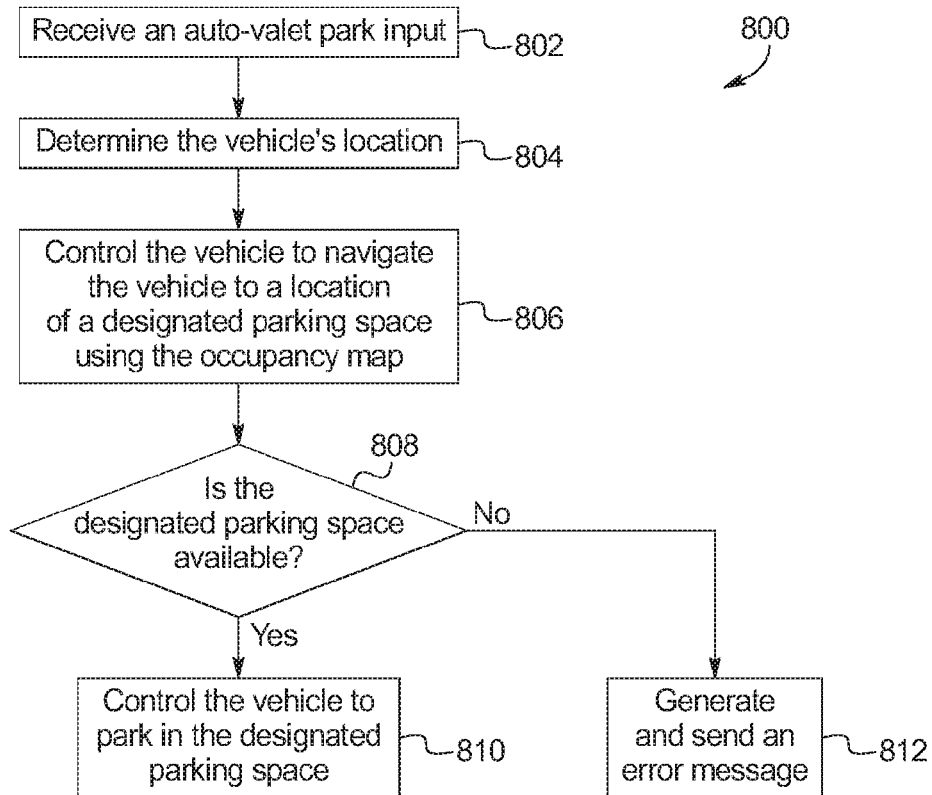 Receive an auto-valet park input
802
800
Determine the vehicle's location
804
Control the vehicle to navigate
the vehicle to a location
of a designated parking space
using the occupancy map
806
808
Is the
designated parking space
available?
No
Yes
Control the vehicle to
park in the designated
parking space
810
Generate
and send an
error message
812